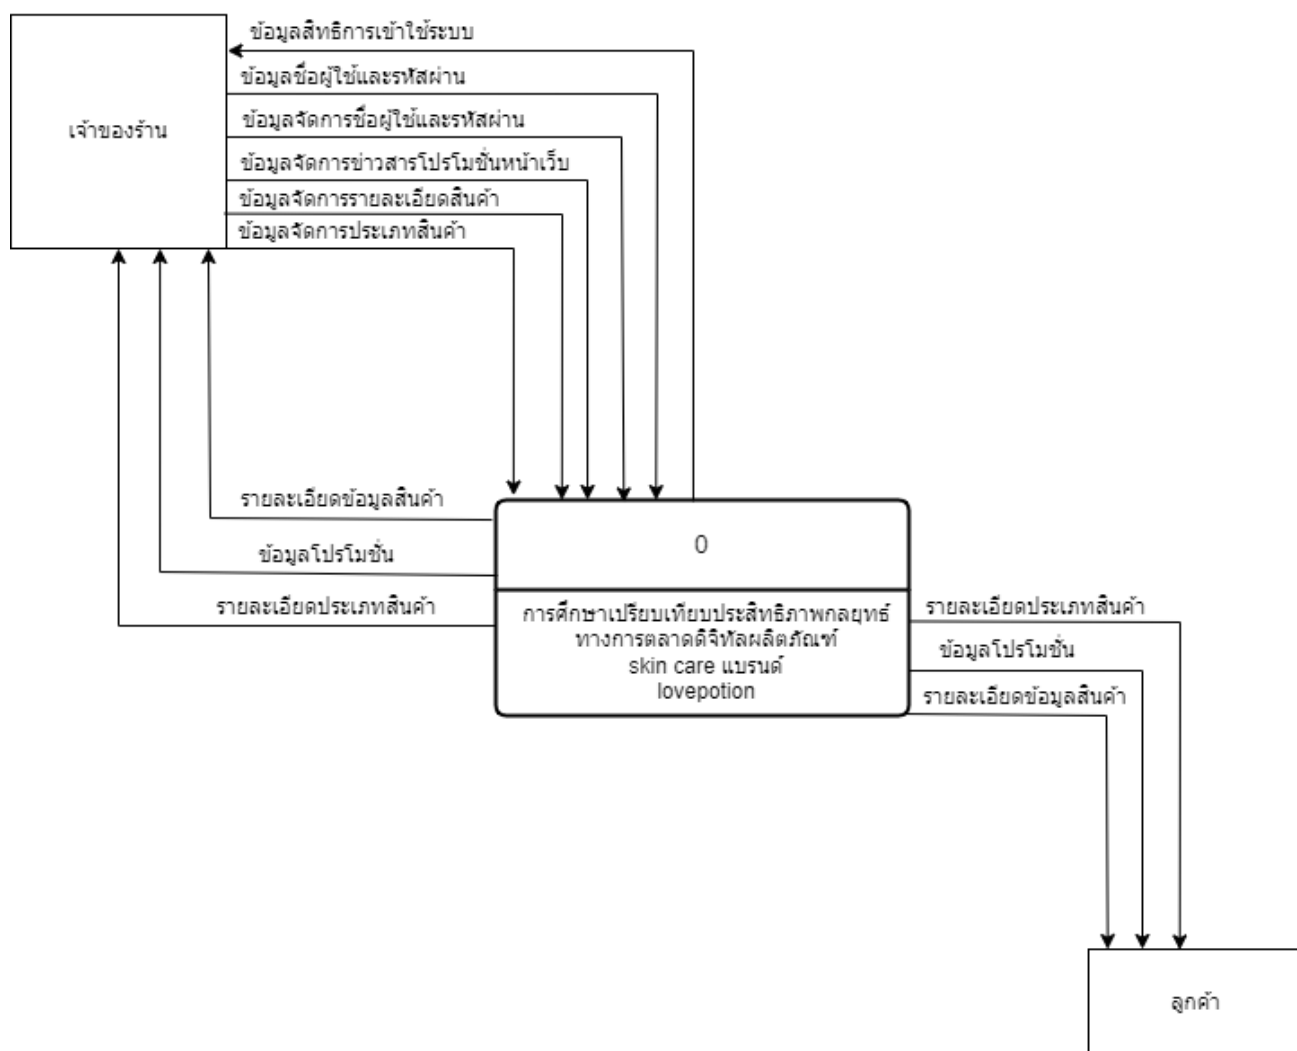 ข้อมูลสิทธิการเข้าใช้ระบบ
ข้อมูลชื่อผู้ใช้และรหัสผ่าน
เจ้าของร้าน
ข้อมูลจัดการชื่อผู้ใช้และรหัสผ่าน
ข้อมูลจัดการข่าวสารโปรโมชั่นหน้าเว็บ
ข้อมูลจัดการรายละเอียดสินค้า
ข้อมูลจัดการประเภทสินค้า
รายละเอียดข้อมูลสินค้า
ข้อมูลโปรโมชั่น
รายละเอียดประเภทสินค้า
0
การศึกษาเปรียบเทียบประสิทธิภาพกลยุทธ์
ทางการตลาดดิจิทัลผลิตภัณฑ์
skin care แบรนด์
lovepotion
รายละเอียดประเภทสินค้า
ข้อมูลโปรโมชั่น
รายละเอียดข้อมูลสินค้า
ลูกค้า